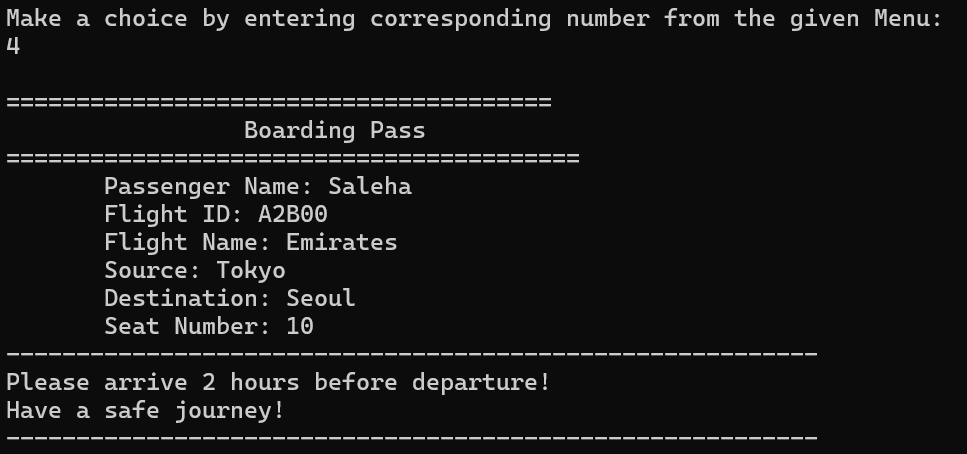 Make a choice by entering corresponding number from the given Menu:
4
=======================================
Boarding Pass
=========================================
Passenger Name: Saleha
Flight ID: A2B00
Flight Name: Emirates
Source: Tokyo
Destination: Seoul
Seat Number: 10
----------------------------------------------------------
Please arrive 2 hours before departure!
Have a safe journey!
----------------------------------------------------------